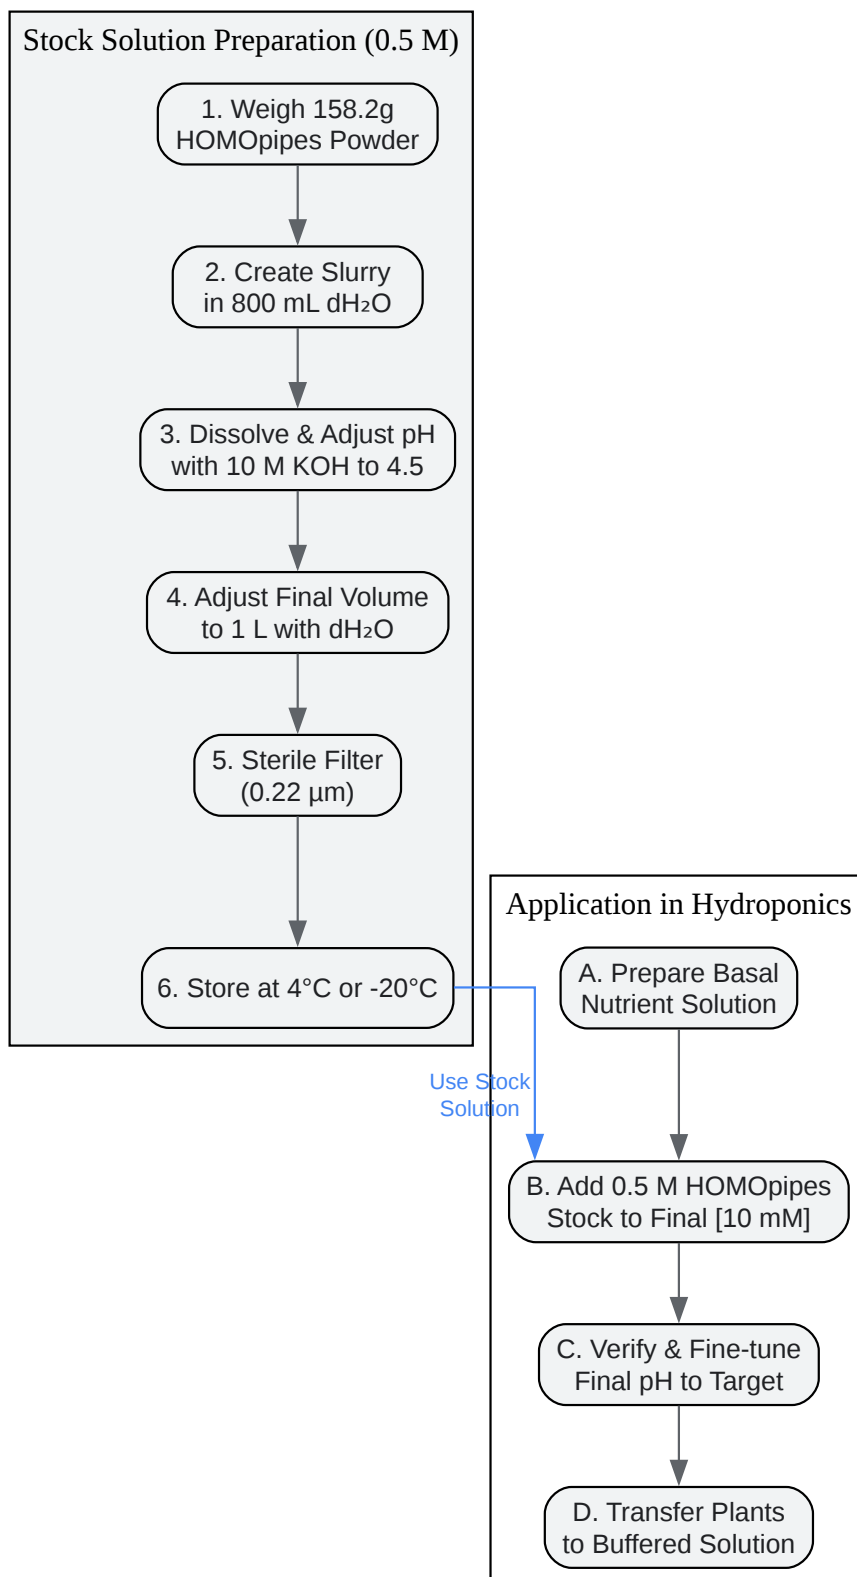 Stock Solution Preparation (0.5 M)
1. Weigh 158.2g
HOMOpipes Powder
2. Create Slurry
in 800 mL dH₂O
3. Dissolve & Adjust pH
with 10 M KOH to 4.5
4. Adjust Final Volume
to 1 L with dH₂O
5. Sterile Filter
(0.22 µm)
6. Store at 4°C or -20°C
Use Stock
Solution
Application in Hydroponics
A. Prepare Basal
Nutrient Solution
B. Add 0.5 M HOMOpipes
Stock to Final [10 mM]
C. Verify & Fine-tune
Final pH to Target
D. Transfer Plants
to Buffered Solution